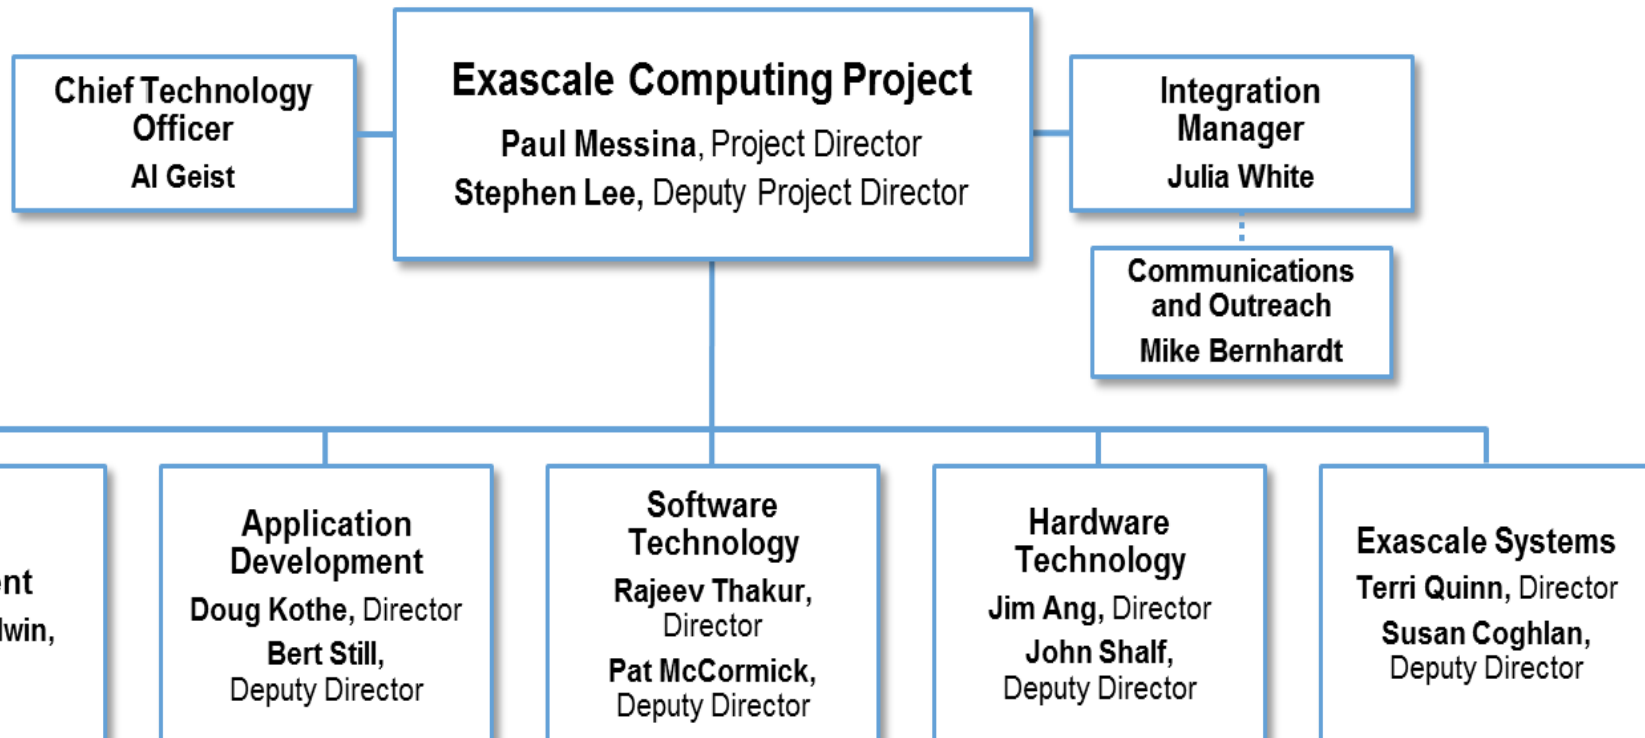 Exascale Computing Project
Paul Messina, Project Director
Stephen Lee, Deputy Project Director
Chief Technology
Officer
Al Geist
Integration
Manager
Julia White
Communications
and Outreach
Mike Bernhardt
Application
Development
Doug Kothe, Director
Bert Still,
Deputy Director
Software
Technology
Rajeev Thakur,
Director
Pat McCormick,
Deputy Director
Hardware
Technology
Jim Ang, Director
John Shalf,
Deputy Director
Exascale Systems
Terri Quinn, Director
Susan Coghlan,
Deputy Director